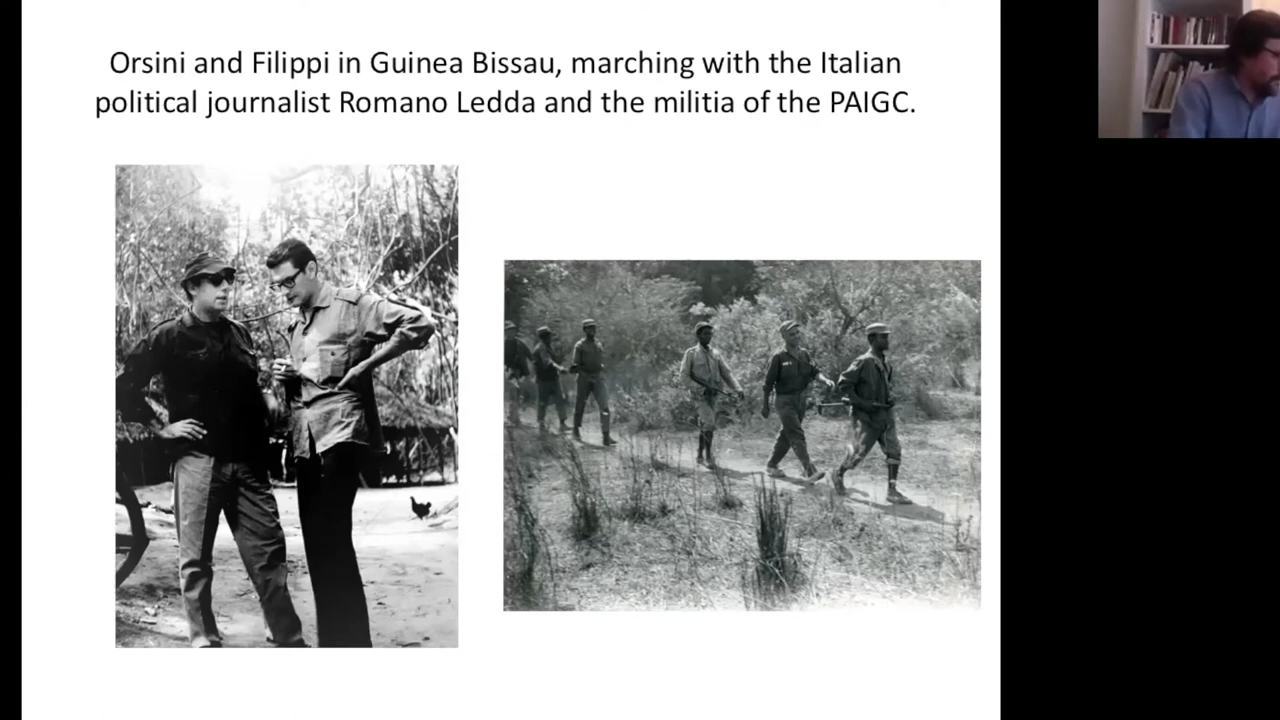 Orsini and Filippi in Guinea Bissau, marching with the Italian
political journalist Romano Ledda and the militia of the PAIGC.